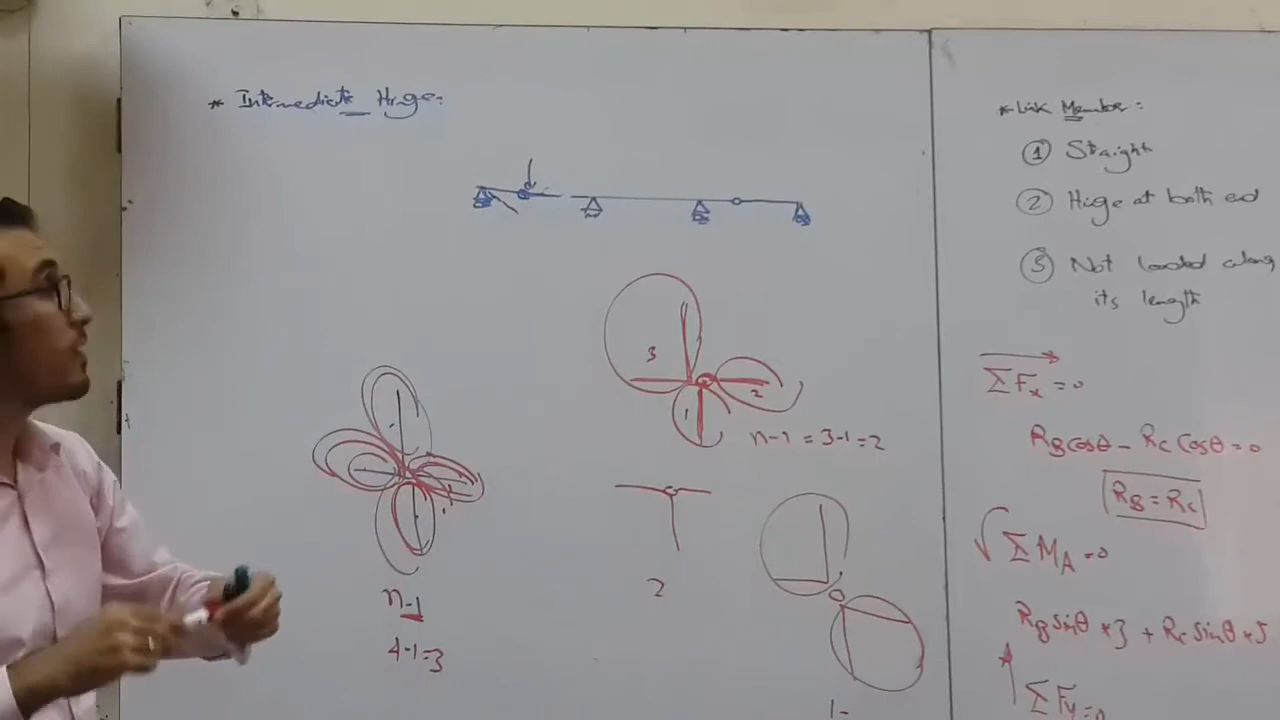 * Intermediate Hinge:
3
2
1
n-1 = 3-1=2
2
n-1
4-1=3
1-
* Link Member:
① Straight
② Hinge at both end
③ Not loaded along
its length
ΣFx = 0
RB cosθ - Rc cosθ = 0
RB = Rc
ΣMA = 0
RB sinθ * 3 + Rc sinθ * 5
ΣFy = 0